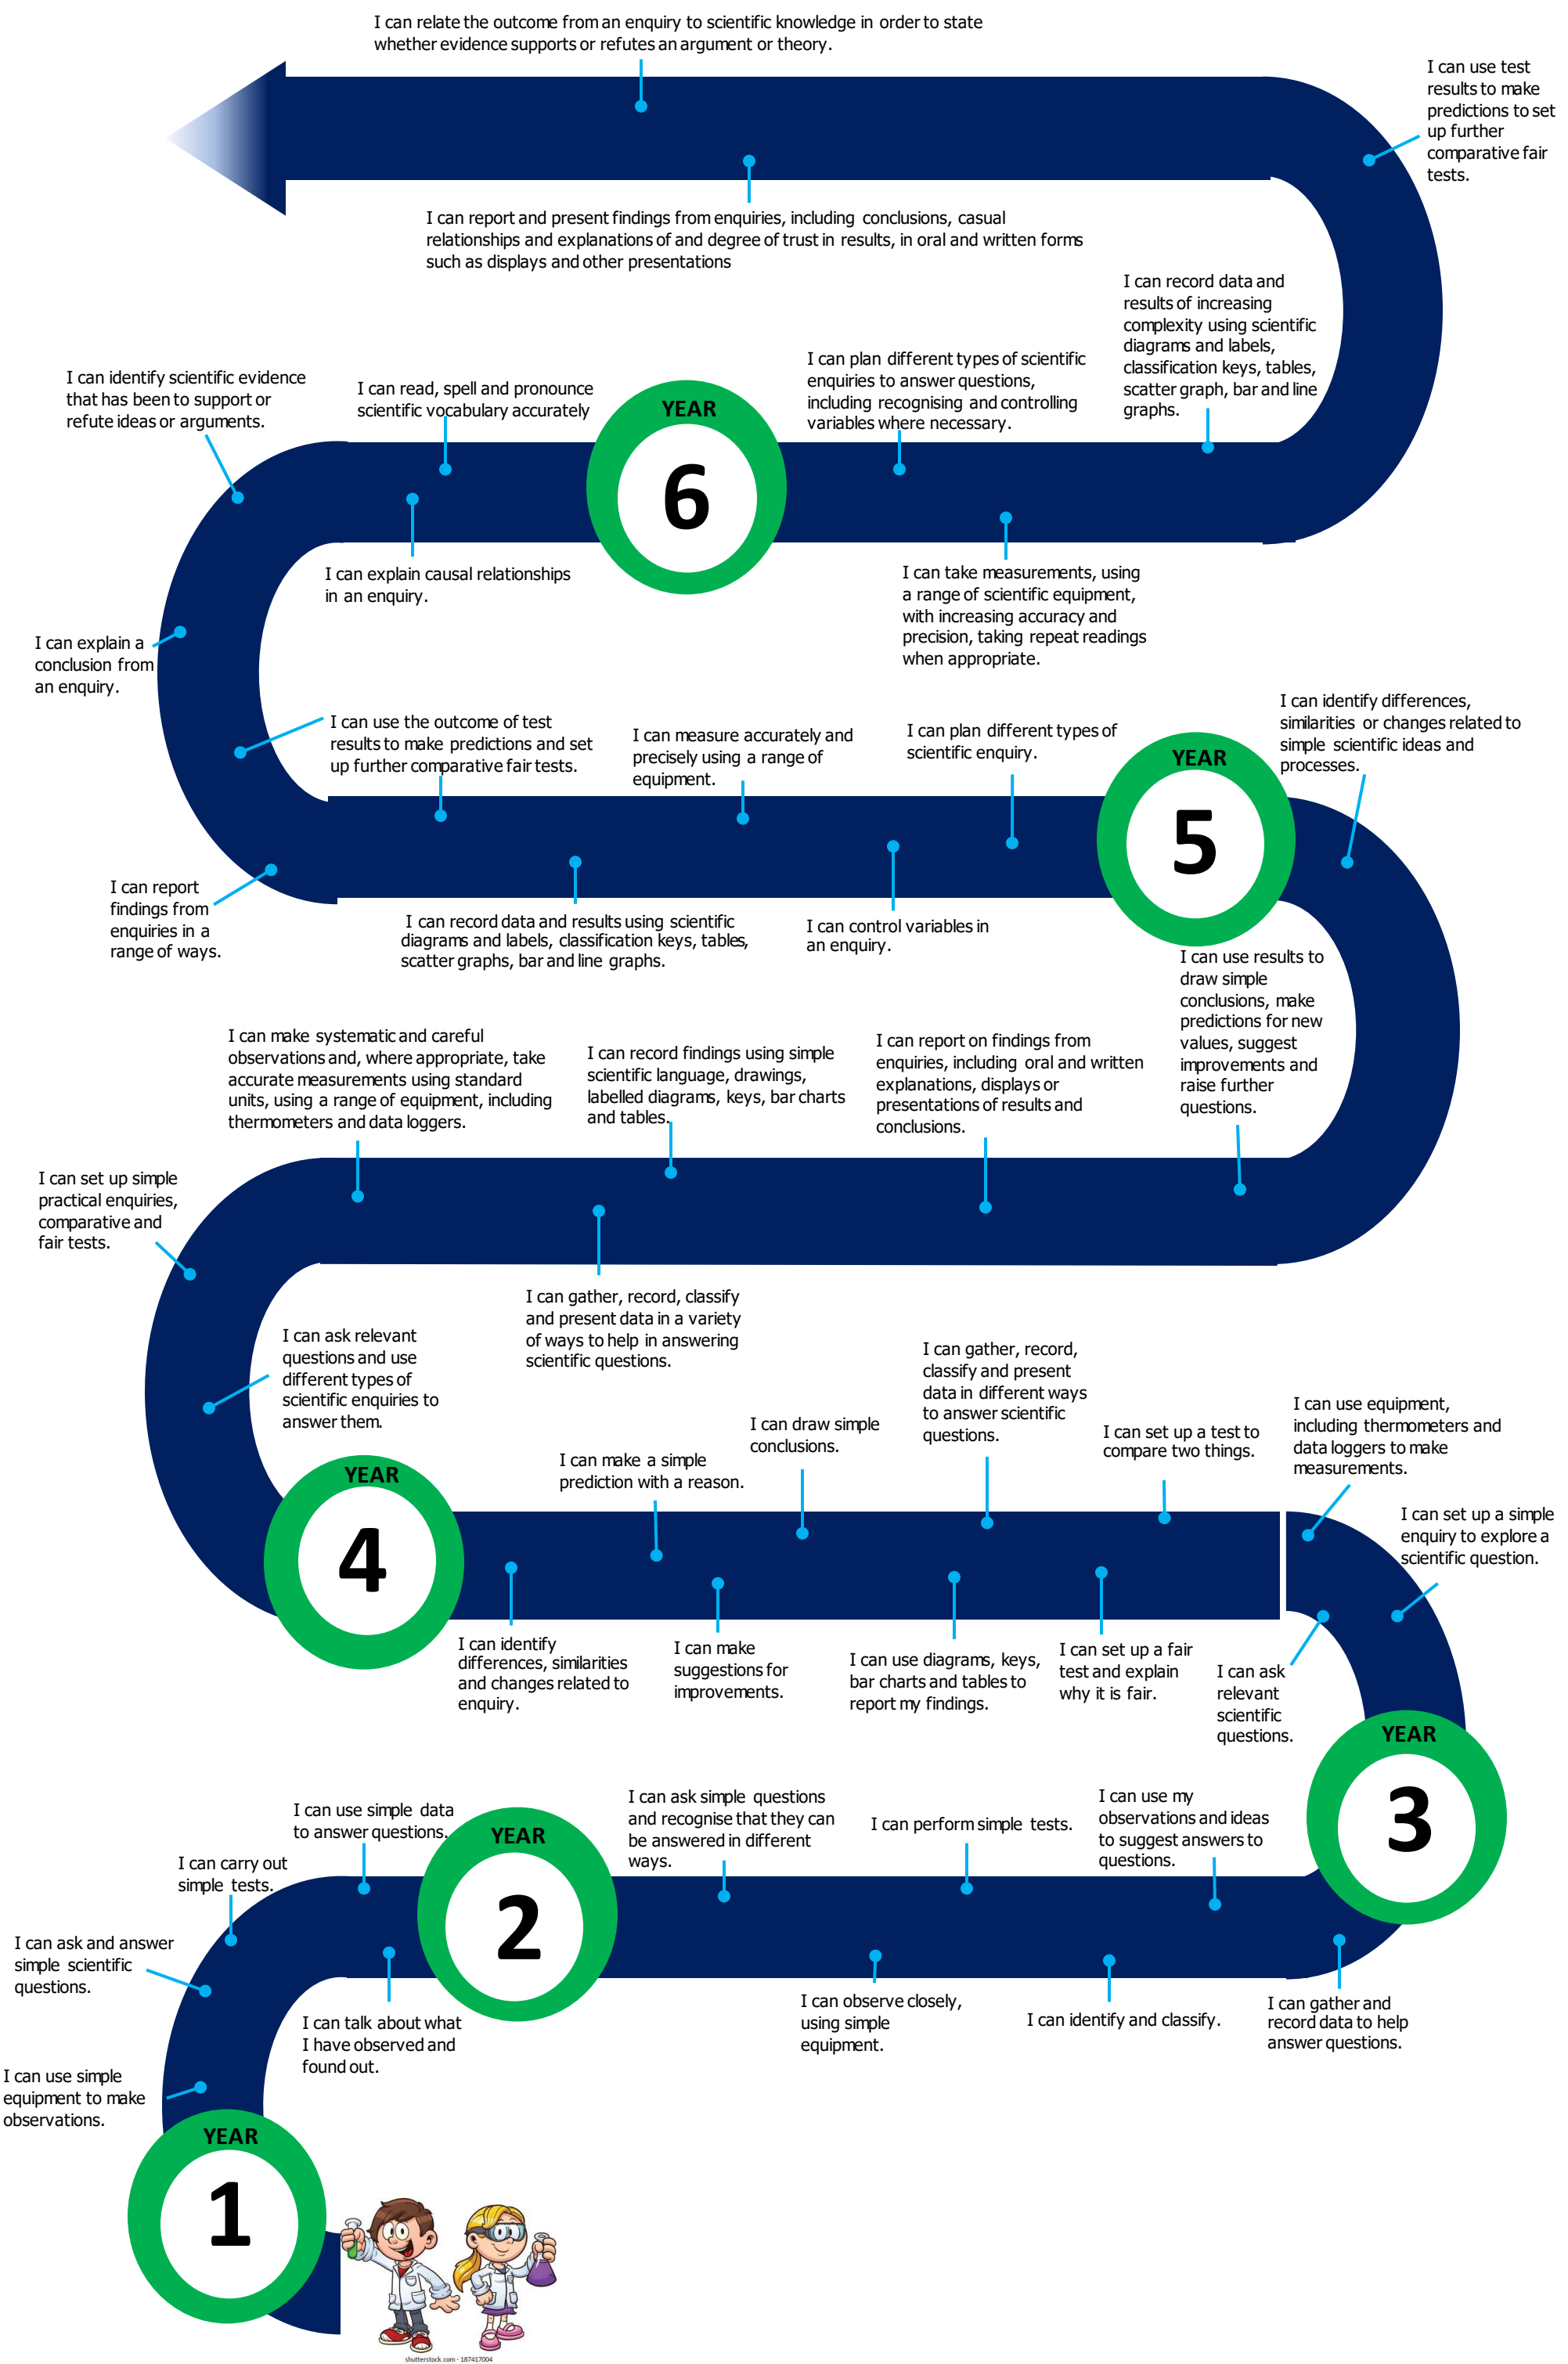 I can relate the outcome from an enquiry to scientific knowledge in order to state
whether evidence supports or refutes an argument or theory.
I can use test
results to make
predictions to set
up further
comparative fair
tests.
I can report and present findings from enquiries, including conclusions, casual
relationships and explanations of and degree of trust in results, in oral and written forms
such as displays and other presentations
I can record data and
results of increasing
complexity using scientific
diagrams and labels,
classification keys, tables,
scatter graph, bar and line
graphs.
I can plan different types of scientific
enquiries to answer questions,
including recognising and controlling
variables where necessary.
I can identify scientific evidence
that has been to support or
refute ideas or arguments.
I can read, spell and pronounce
scientific vocabulary accurately
YEAR
6
I can explain causal relationships
in an enquiry.
I can take measurements, using
a range of scientific equipment,
with increasing accuracy and
precision, taking repeat readings
when appropriate.
I can explain a
conclusion from
an enquiry.
I can use the outcome of test
results to make predictions and set
up further comparative fair tests.
I can measure accurately and
precisely using a range of
equipment.
I can plan different types of
scientific enquiry.
I can identify differences,
similarities or changes related to
simple scientific ideas and
processes.
YEAR
5
I can report
findings from
enquiries in a
range of ways.
I can record data and results using scientific
diagrams and labels, classification keys, tables,
scatter graphs, bar and line graphs.
I can control variables in
an enquiry.
I can use results to
draw simple
conclusions, make
predictions for new
values, suggest
improvements and
raise further
questions.
I can make systematic and careful
observations and, where appropriate, take
accurate measurements using standard
units, using a range of equipment, including
thermometers and data loggers.
I can record findings using simple
scientific language, drawings,
labelled diagrams, keys, bar charts
and tables.
I can report on findings from
enquiries, including oral and written
explanations, displays or
presentations of results and
conclusions.
I can set up simple
practical enquiries,
comparative and
fair tests.
I can gather, record, classify
and present data in a variety
of ways to help in answering
scientific questions.
I can ask relevant
questions and use
different types of
scientific enquiries to
answer them.
I can gather, record,
classify and present
data in different ways
to answer scientific
questions.
I can draw simple
conclusions.
I can make a simple
prediction with a reason.
I can set up a test to
compare two things.
I can use equipment,
including thermometers and
data loggers to make
measurements.
I can set up a simple
enquiry to explore a
scientific question.
YEAR
4
I can identify
differences, similarities
and changes related to
enquiry.
I can make
suggestions for
improvements.
I can use diagrams, keys,
bar charts and tables to
report my findings.
I can set up a fair
test and explain
why it is fair.
I can ask
relevant
scientific
questions.
YEAR
3
I can use simple data
to answer questions.
YEAR
2
I can ask simple questions
and recognise that they can
be answered in different
ways.
I can perform simple tests.
I can use my
observations and ideas
to suggest answers to
questions.
I can carry out
simple tests.
I can ask and answer
simple scientific
questions.
I can talk about what
I have observed and
found out.
I can observe closely,
using simple
equipment.
I can identify and classify.
I can gather and
record data to help
answer questions.
I can use simple
equipment to make
observations.
YEAR
1
shutterstock.com · 187417004